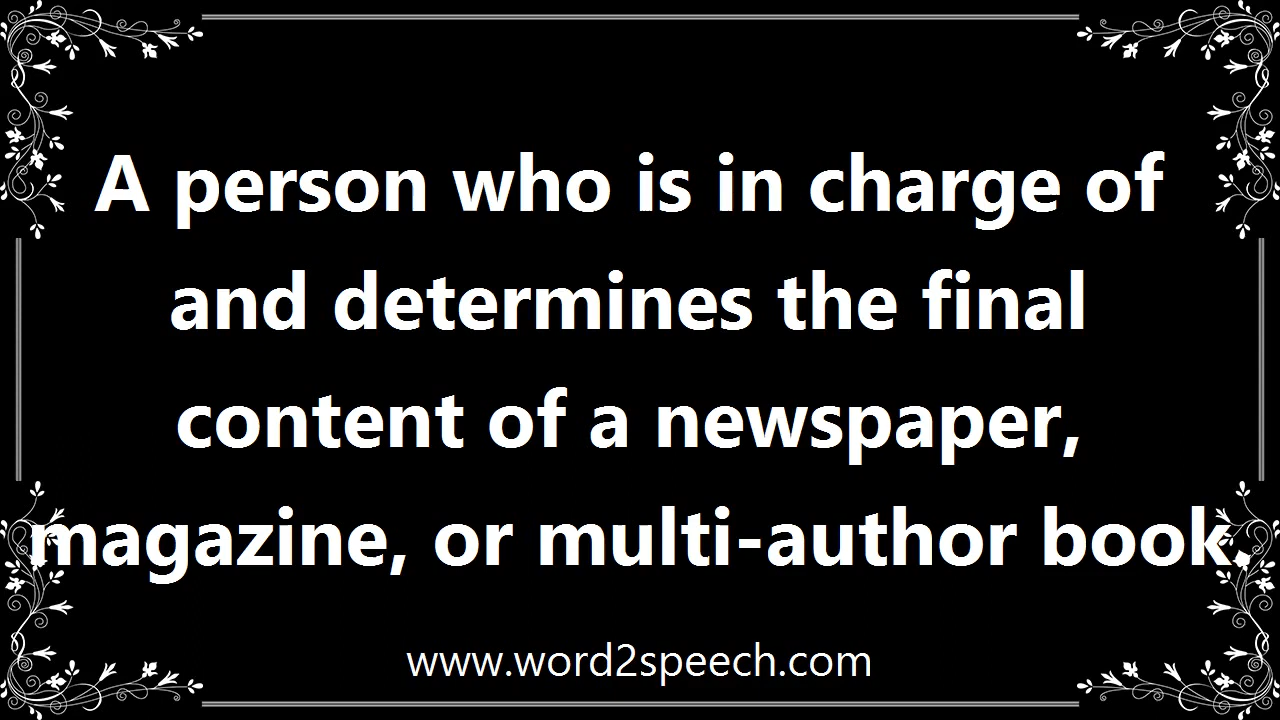 A person who is in charge of
and determines the final
content of a newspaper,
magazine, or multi-author book.
www.word2speech.com